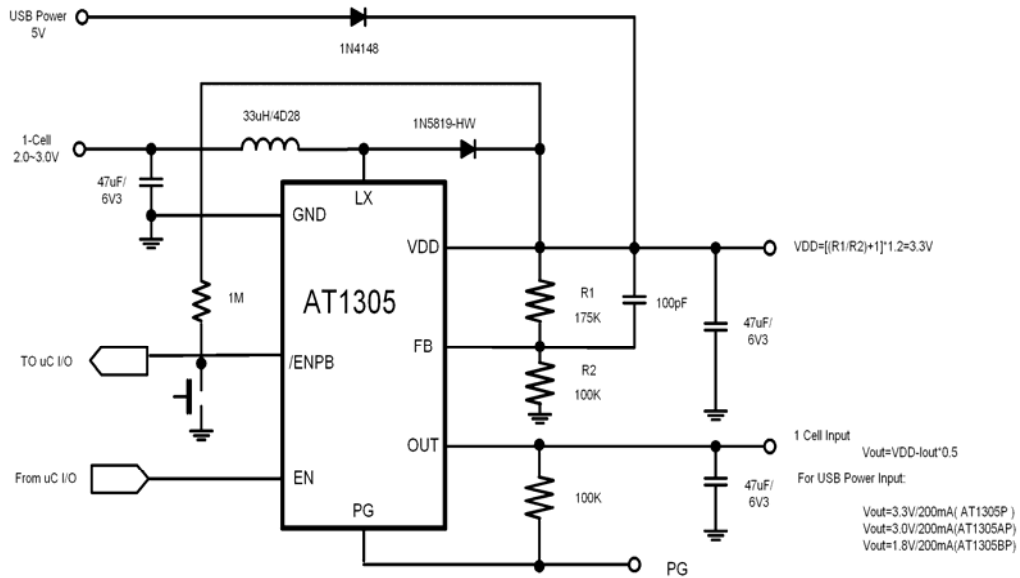 USB Power
5V
1N4148
33uH/4D28
1N5819-HW
1-Cell
2.0~3.0V
47uF/
6V3
LX
GND
VDD
VDD=[(R1/R2)+1]*1.2=3.3V
AT1305
1M
R1
175K
100pF
47uF/
6V3
FB
TO uC I/O
/ENPB
R2
100K
OUT
1 Cell Input
Vout=VDD-Iout*0.5
From uC I/O
EN
100K
47uF/
6V3
For USB Power Input:
PG
Vout=3.3V/200mA( AT1305P )
Vout=3.0V/200mA(AT1305AP)
Vout=1.8V/200mA(AT1305BP)
PG